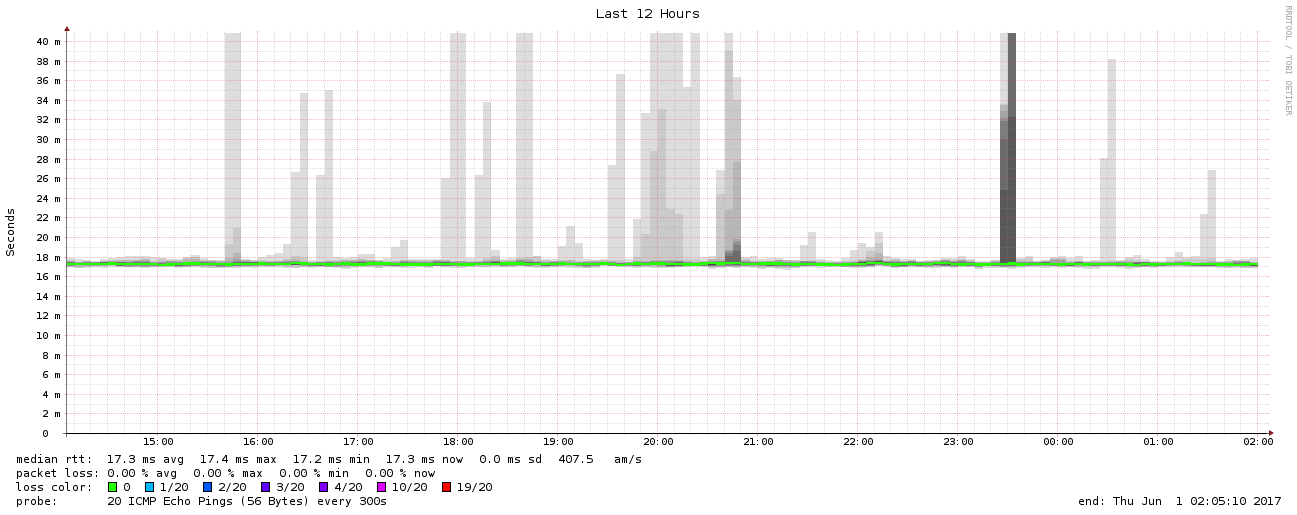 Last 12 Hours
RRDTOOL / TOBI OETIKER
Seconds
40 m
38 m
36 m
34 m
32 m
30 m
28 m
26 m
24 m
22 m
20 m
18 m
16 m
14 m
12 m
10 m
8 m
6 m
4 m
2 m
0
15:00 16:00 17:00 18:00 19:00 20:00 21:00 22:00 23:00 00:00 01:00 02:00
median rtt: 17.3 ms avg 17.4 ms max 17.2 ms min 17.3 ms now 0.0 ms sd 407.5 am/s
packet loss: 0.00 % avg 0.00 % max 0.00 % min 0.00 % now
loss color: 0 1/20 2/20 3/20 4/20 10/20 19/20
probe: 20 ICMP Echo Pings (56 Bytes) every 300s end: Thu Jun 1 02:05:10 2017